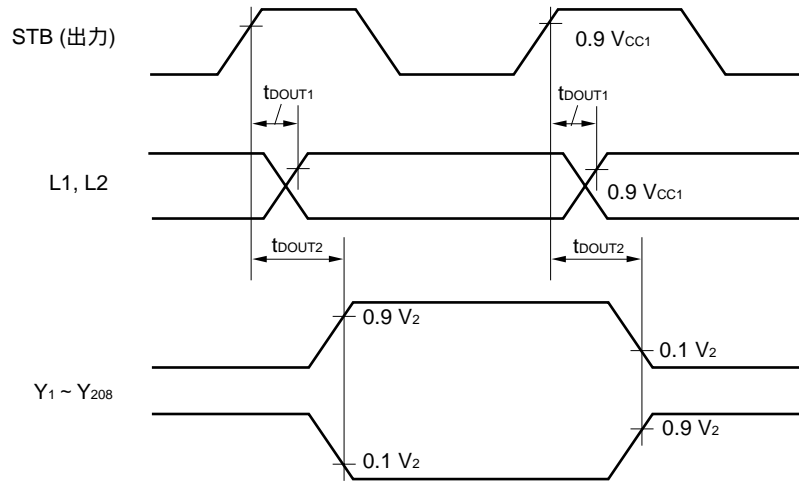 STB (出力)
0.9 VCC1
tDOUT1
tDOUT1
L1, L2
0.9 VCC1
tDOUT2
tDOUT2
0.9 V2
0.1 V2
Y1 ~ Y208
0.1 V2
0.9 V2